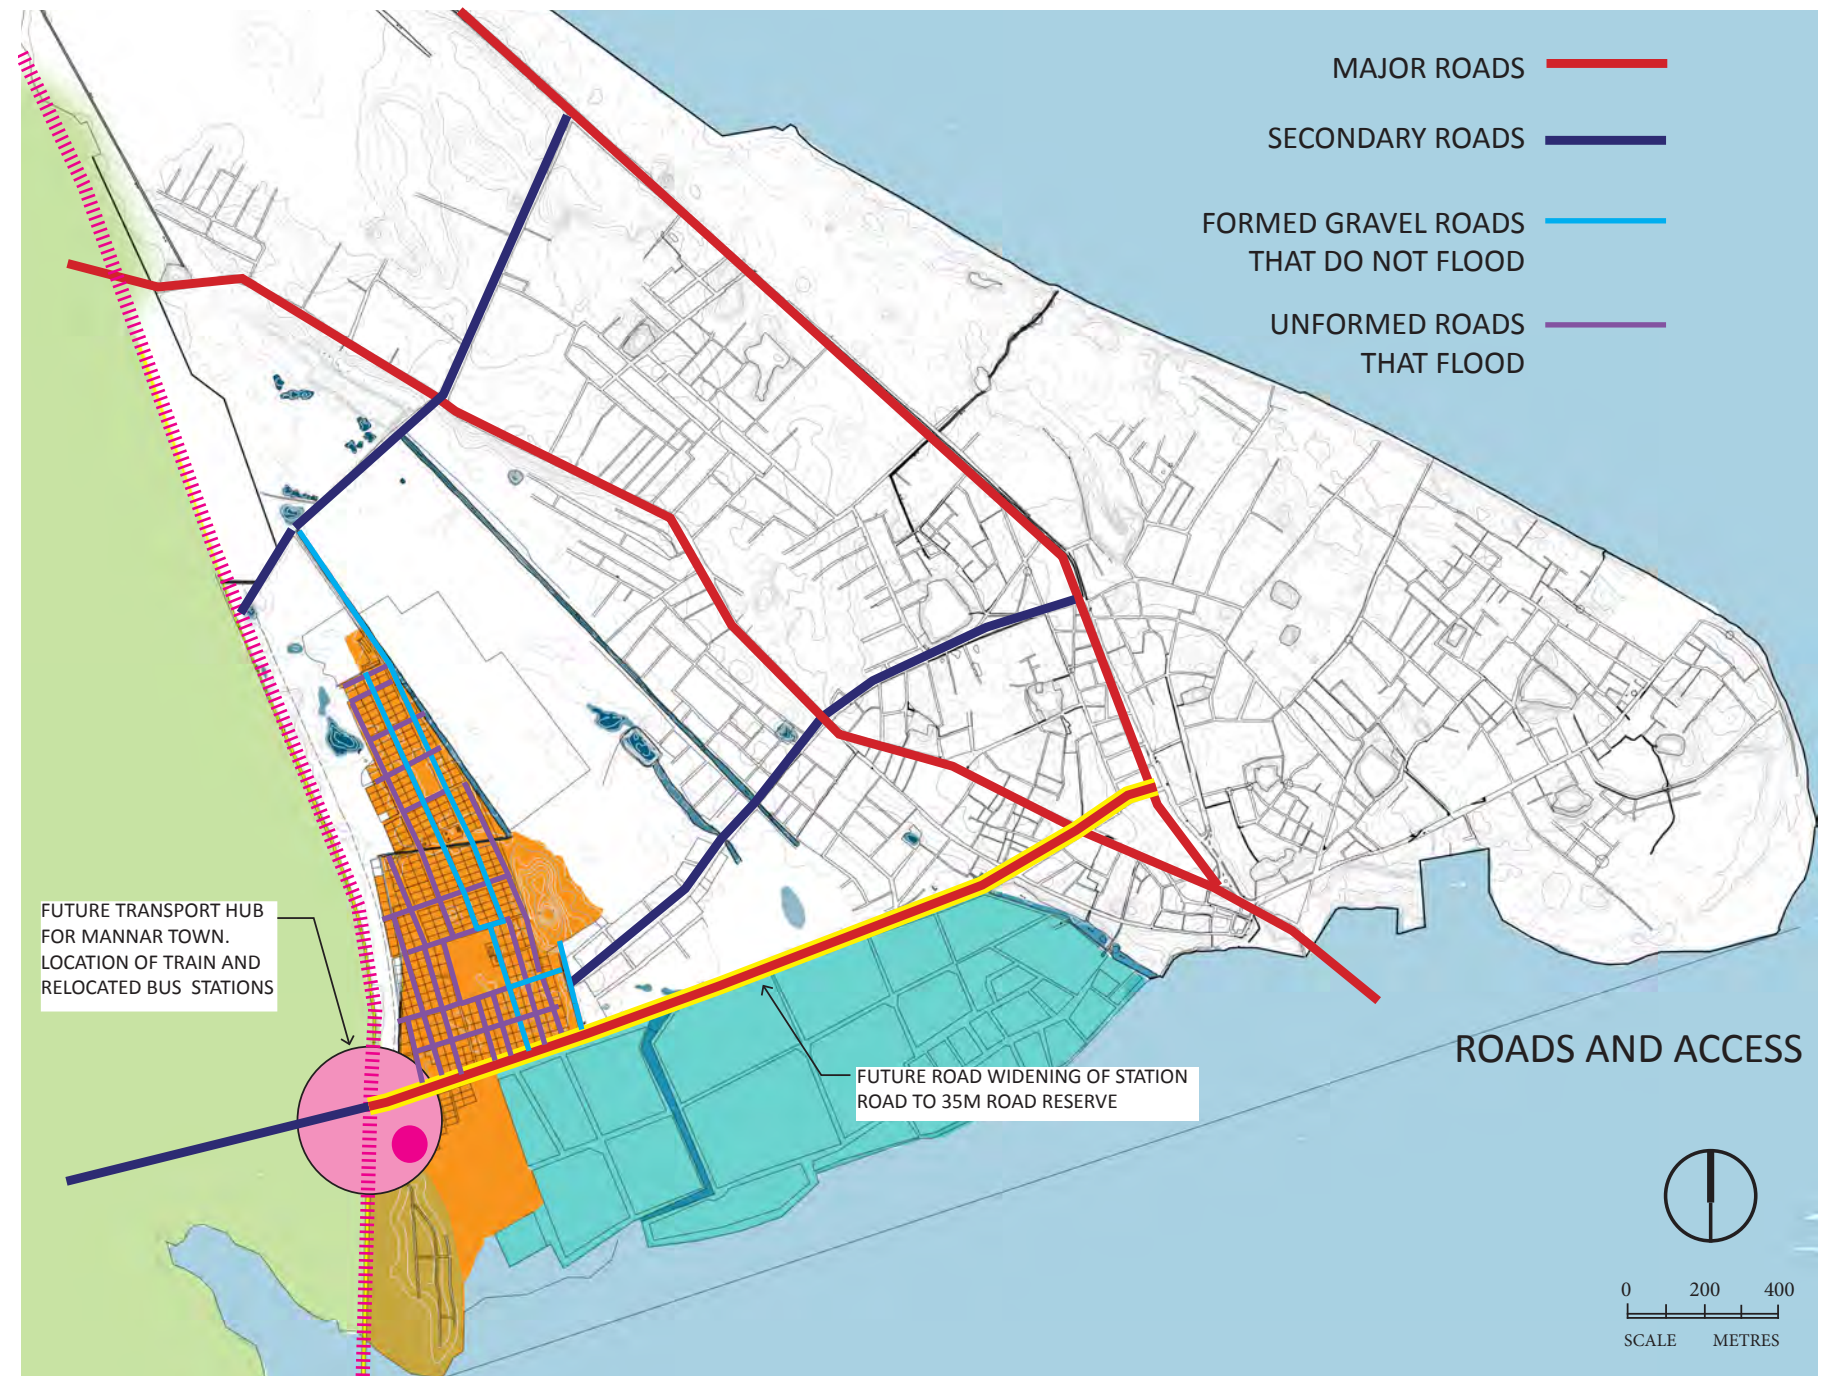 MAJOR ROADS
SECONDARY ROADS
FORMED GRAVEL ROADS
THAT DO NOT FLOOD
UNFORMED ROADS
THAT FLOOD
FUTURE TRANSPORT HUB
FOR MANNAR TOWN.
LOCATION OF TRAIN AND
RELOCATED BUS STATIONS
FUTURE ROAD WIDENING OF STATION
ROAD TO 35M ROAD RESERVE
ROADS AND ACCESS
0 200 400
SCALE METRES